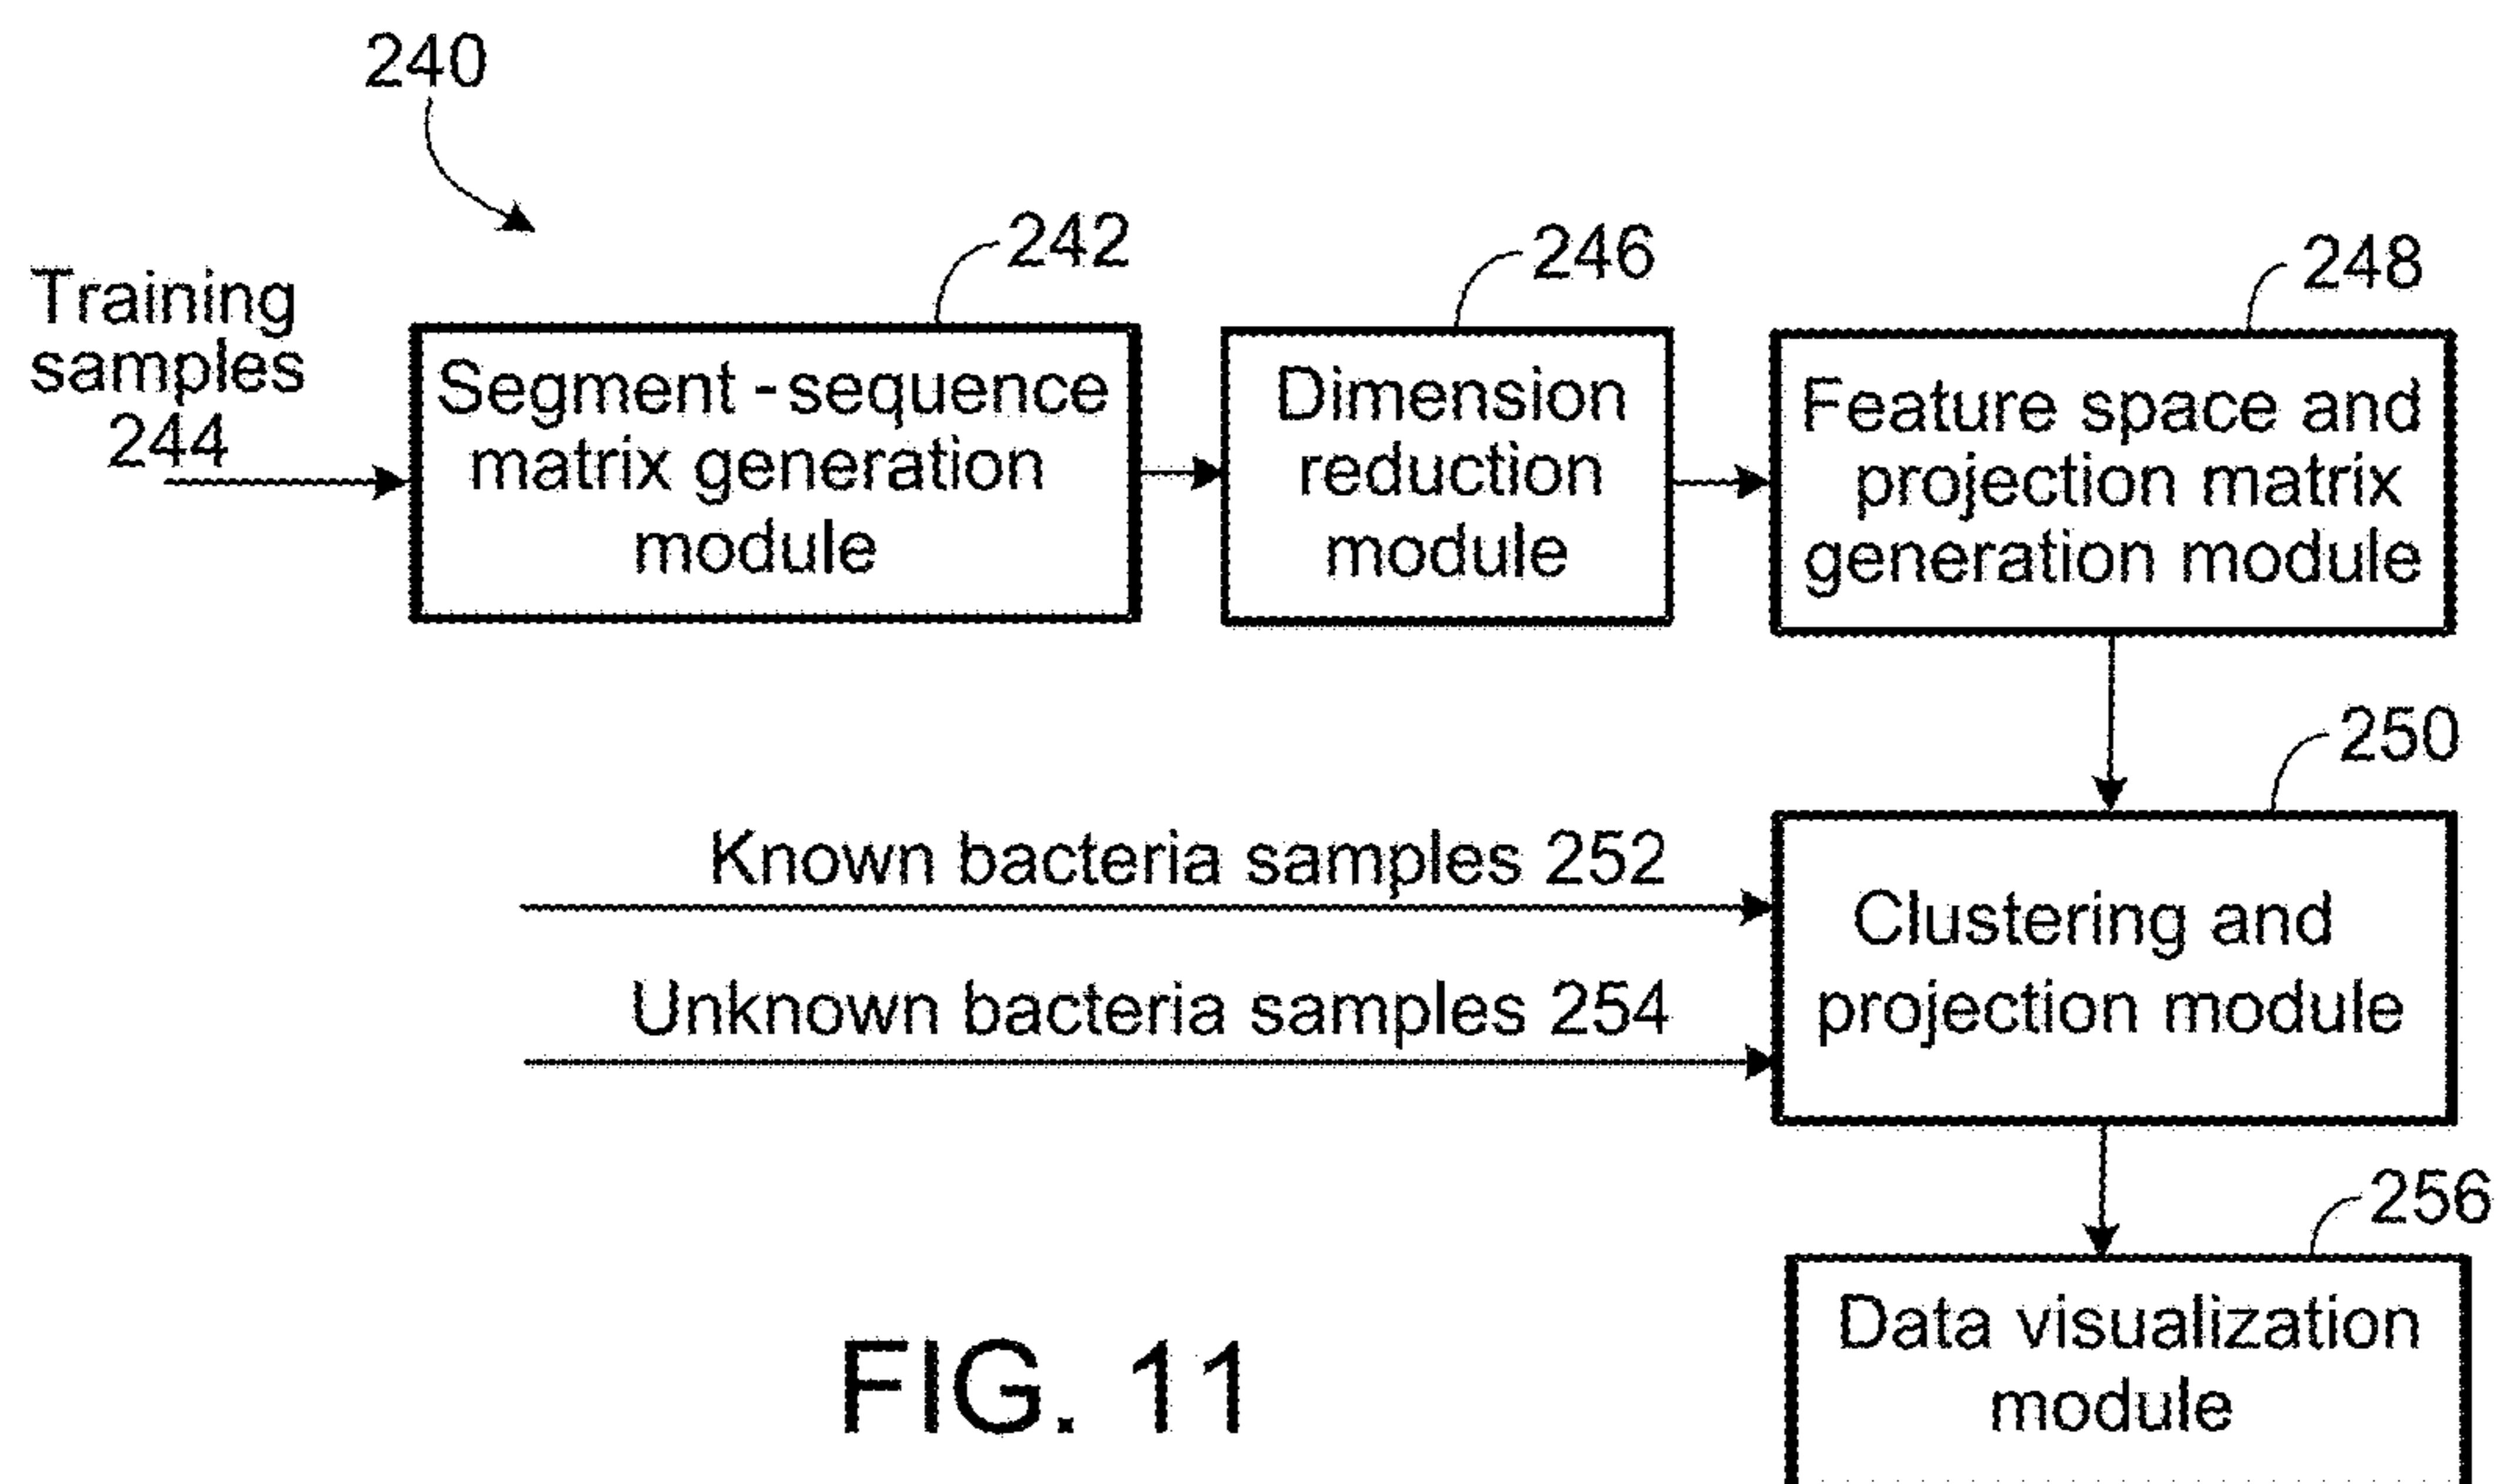 240
242
246
248
Training
samples
244
Segment-sequence
matrix generation
module
Dimension
reduction
module
Feature space and
projection matrix
generation module
250
Known bacteria samples 252
Unknown bacteria samples 254
Clustering and
projection module
256
Data visualization
module
FIG. 11